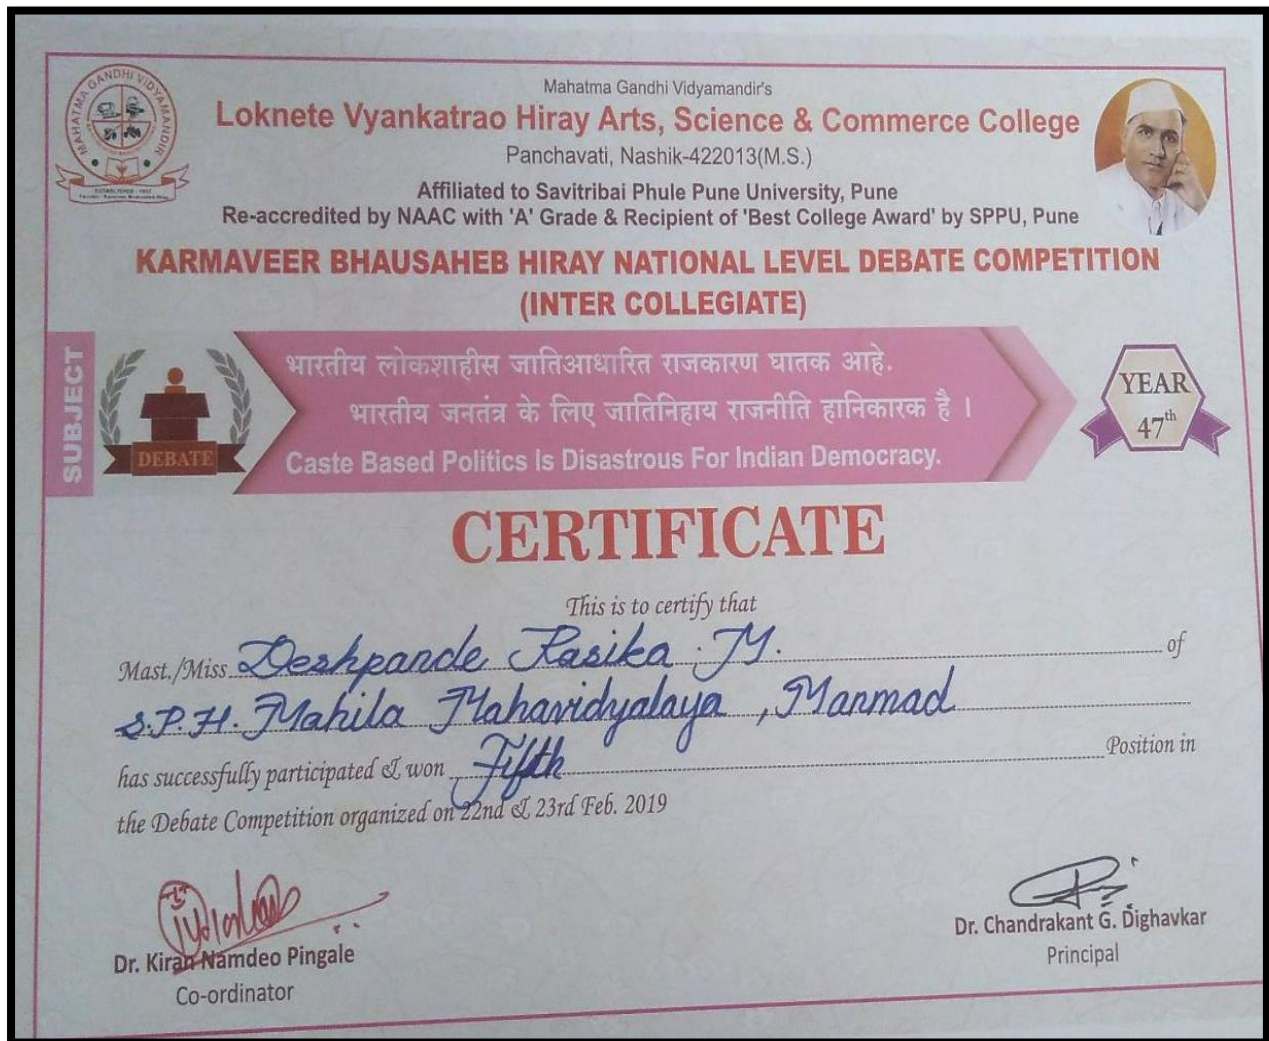 Mahatma Gandhi Vidyamandir's
Loknete Vyankatrao Hiray Arts, Science & Commerce College
Panchavati, Nashik-422013(M.S.)
Affiliated to Savitribai Phule Pune University, Pune
Re-accredited by NAAC with 'A' Grade & Recipient of 'Best College Award' by SPPU, Pune
MAHATMA GANDHI VIDYAMANDIR
KARMAVEER BHAUSAHEB HIRAY NATIONAL LEVEL DEBATE COMPETITION
(INTER COLLEGIATE)
SUBJECT
DEBATE
भारतीय लोकशाहीस जातिआधारित राजकारण घातक आहे.
भारतीय जनतंत्र के लिए जातिनिहाय राजनीति हानिकारक है ।
Caste Based Politics Is Disastrous For Indian Democracy.
YEAR
47th
CERTIFICATE
This is to certify that
Mast./Miss Deshpande Rasika . M. of
S.P.H. Mahila Mahavidyalaya , Manmad
has successfully participated & won Fifth Position in
the Debate Competition organized on 22nd & 23rd Feb. 2019
Dr. Kiran Namdeo Pingale
Co-ordinator
Dr. Chandrakant G. Dighavkar
Principal